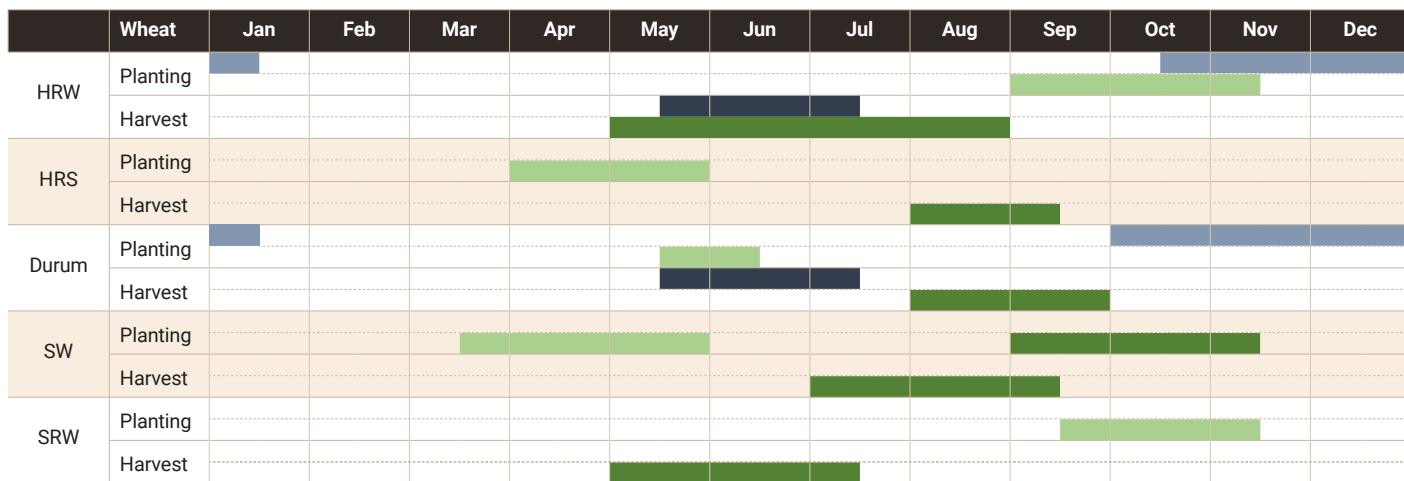 Wheat Jan Feb Mar Apr May Jun Jul Aug Sep Oct Nov Dec
HRW
Planting
Harvest
HRS
Planting
Harvest
Durum
Planting
Harvest
SW
Planting
Harvest
SRW
Planting
Harvest